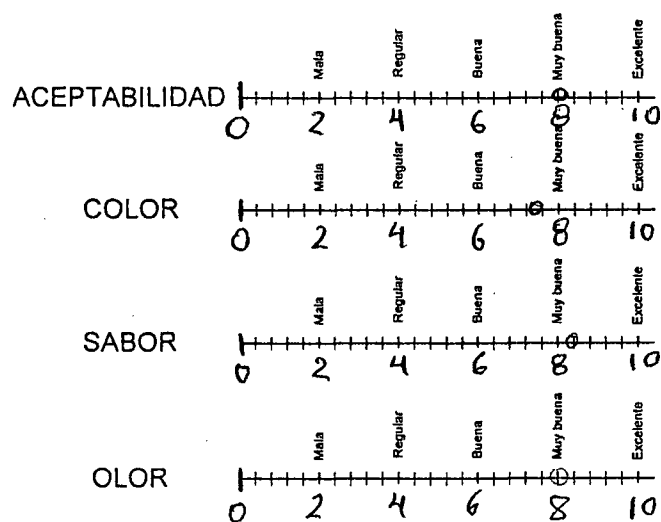 Mala Regular Buena Muy buena Excelente
ACEPTABILIDAD
0 2 4 6 8 10
Mala Regular Buena Muy buena Excelente
COLOR
0 2 4 6 8 10
Mala Regular Buena Muy buena Excelente
SABOR
0 2 4 6 8 10
Mala Regular Buena Muy buena Excelente
OLOR
0 2 4 6 8 10